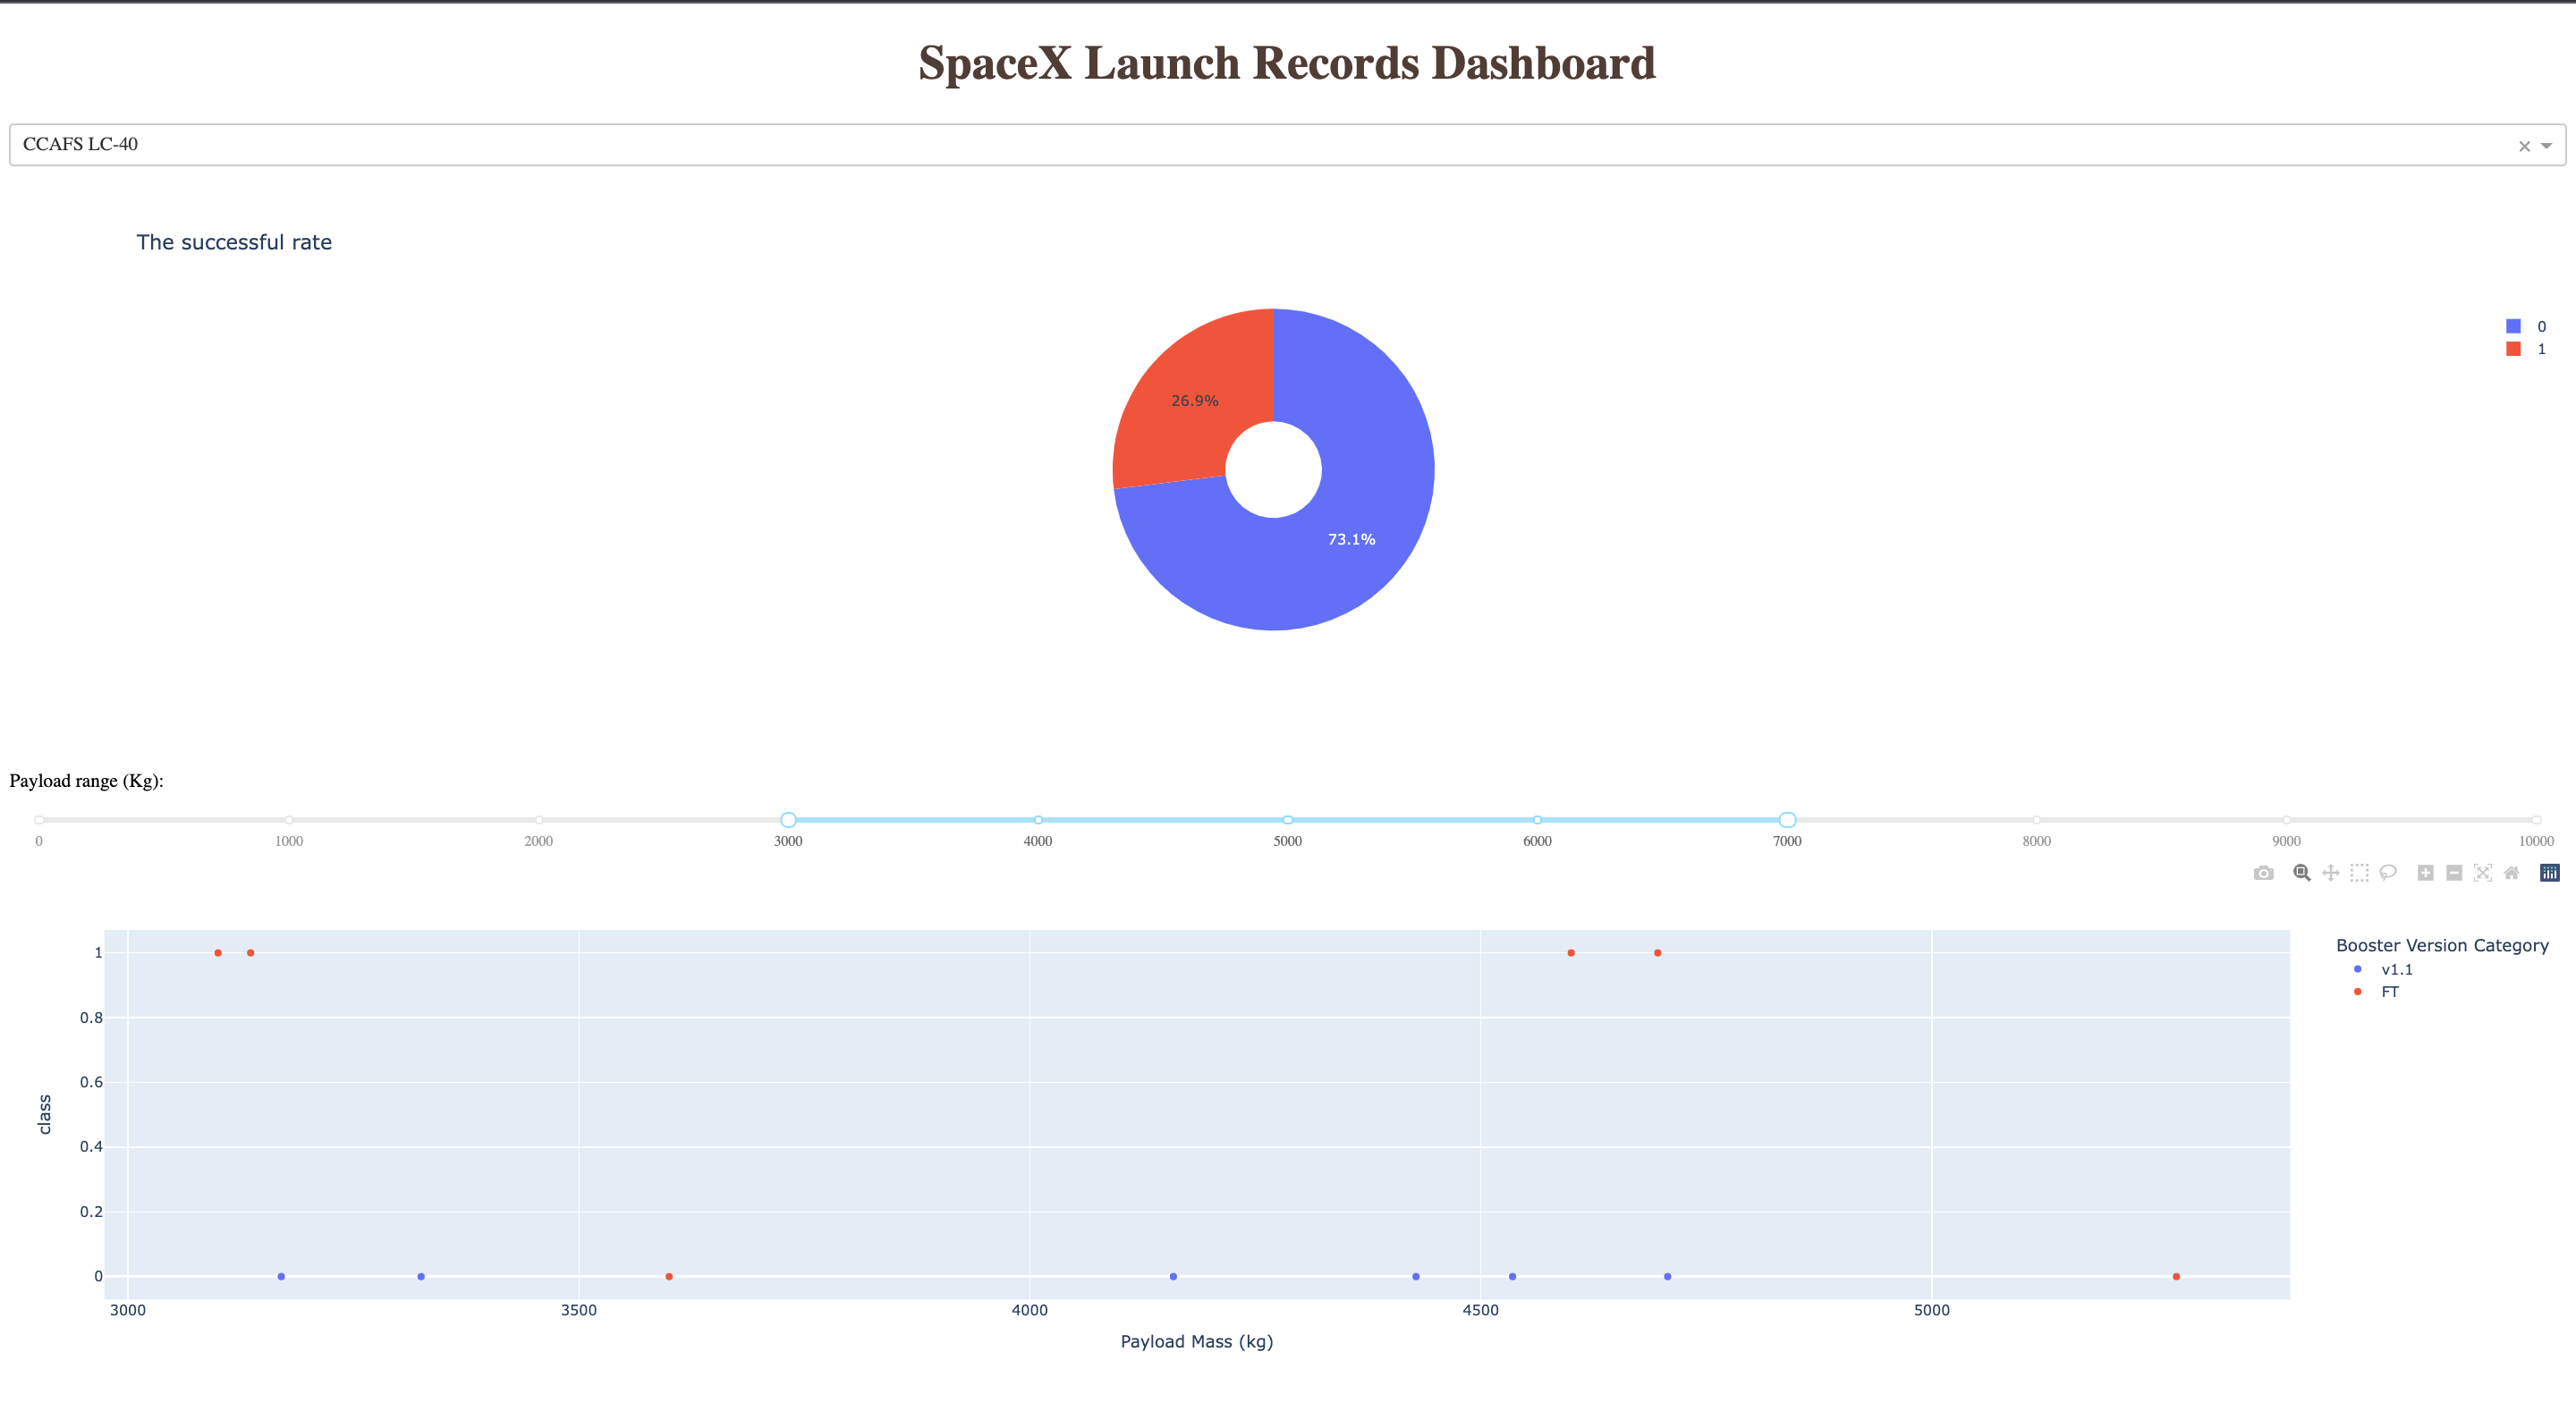 SpaceX Launch Records Dashboard
CCAFS LC-40
The successful rate
0
1
26.9%
73.1%
Payload range (Kg):
0 1000 2000 3000 4000 5000 6000 7000 8000 9000 10000
Booster Version Category
v1.1
FT
1
0.8
0.6
0.4
0.2
0
class
3000 3500 4000 4500 5000
Payload Mass (kg)